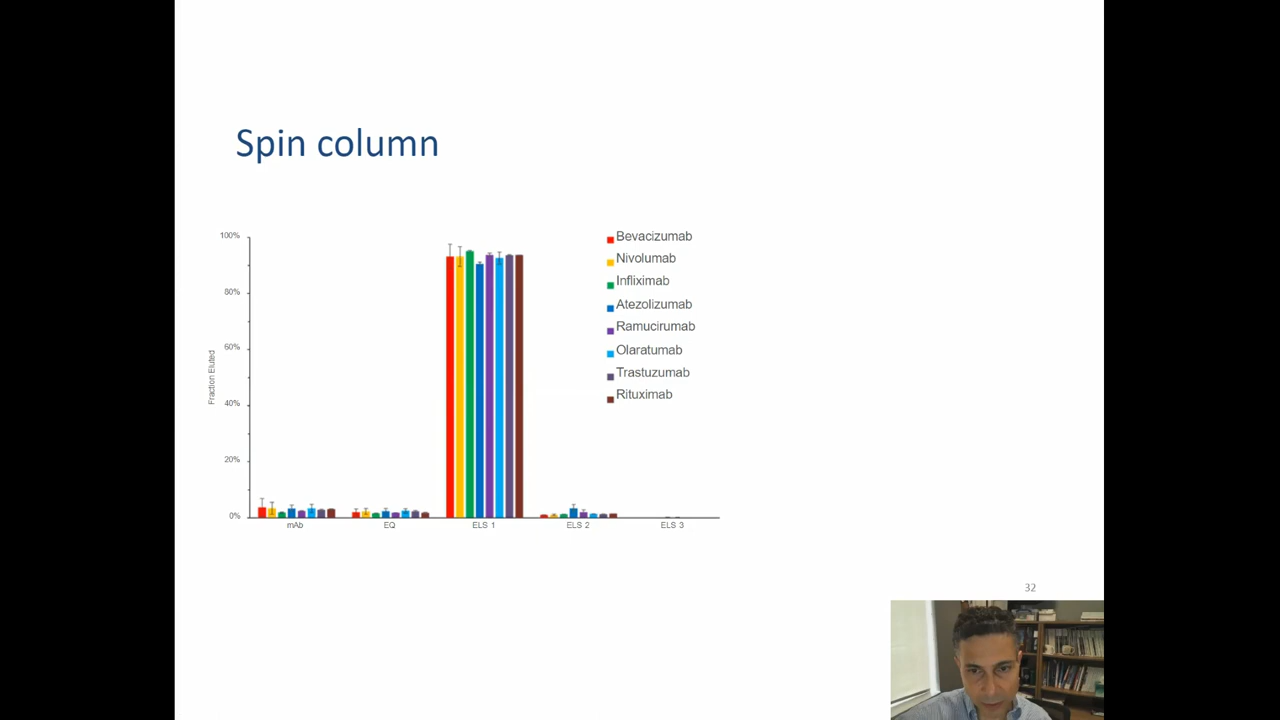 Spin column
100%
80%
60%
40%
20%
0%
Fraction Eluted
mAb
EQ
ELS 1
ELS 2
ELS 3
Bevacizumab
Nivolumab
Infliximab
Atezolizumab
Ramucirumab
Olaratumab
Trastuzumab
Rituximab
32